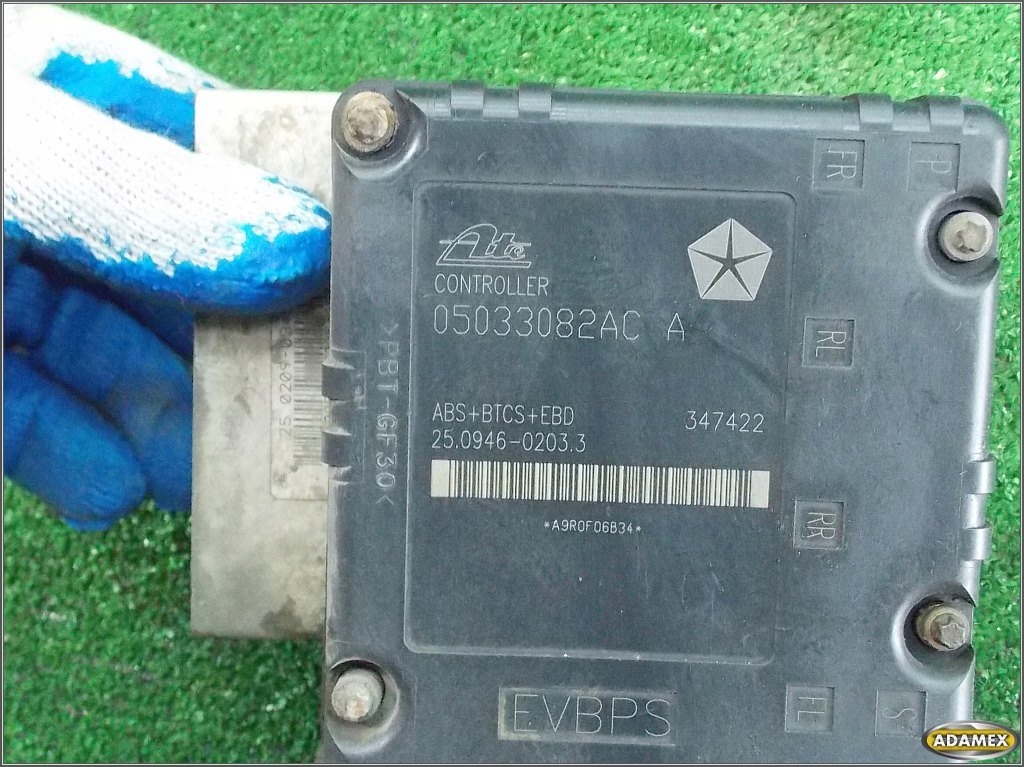 FR P
Ate
CONTROLLER
05033082AC A
RL
>PBT-GF30<
ABS+BTCS+EBD 347422
25.0946-0203.3
*A9R0F06B34*
RR
EVBPS
ADAMEX